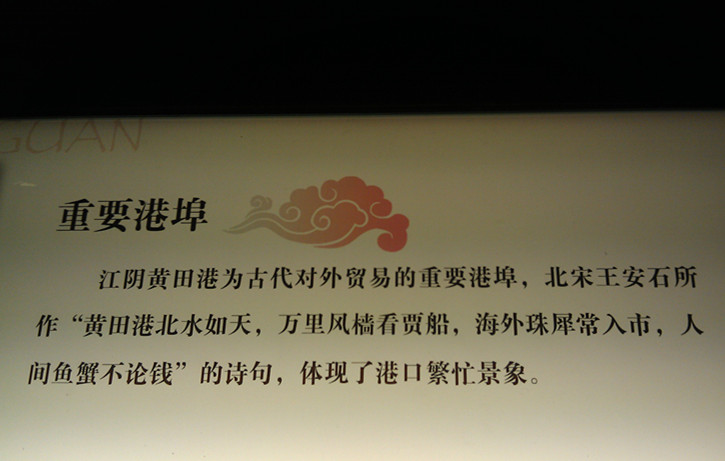 GUAN
重要港埠
江阴黄田港为古代对外贸易的重要港埠，北宋王安石所
作“黄田港北水如天，万里风樯看贾船，海外珠犀常入市，人
间鱼蟹不论钱”的诗句，体现了港口繁忙景象。